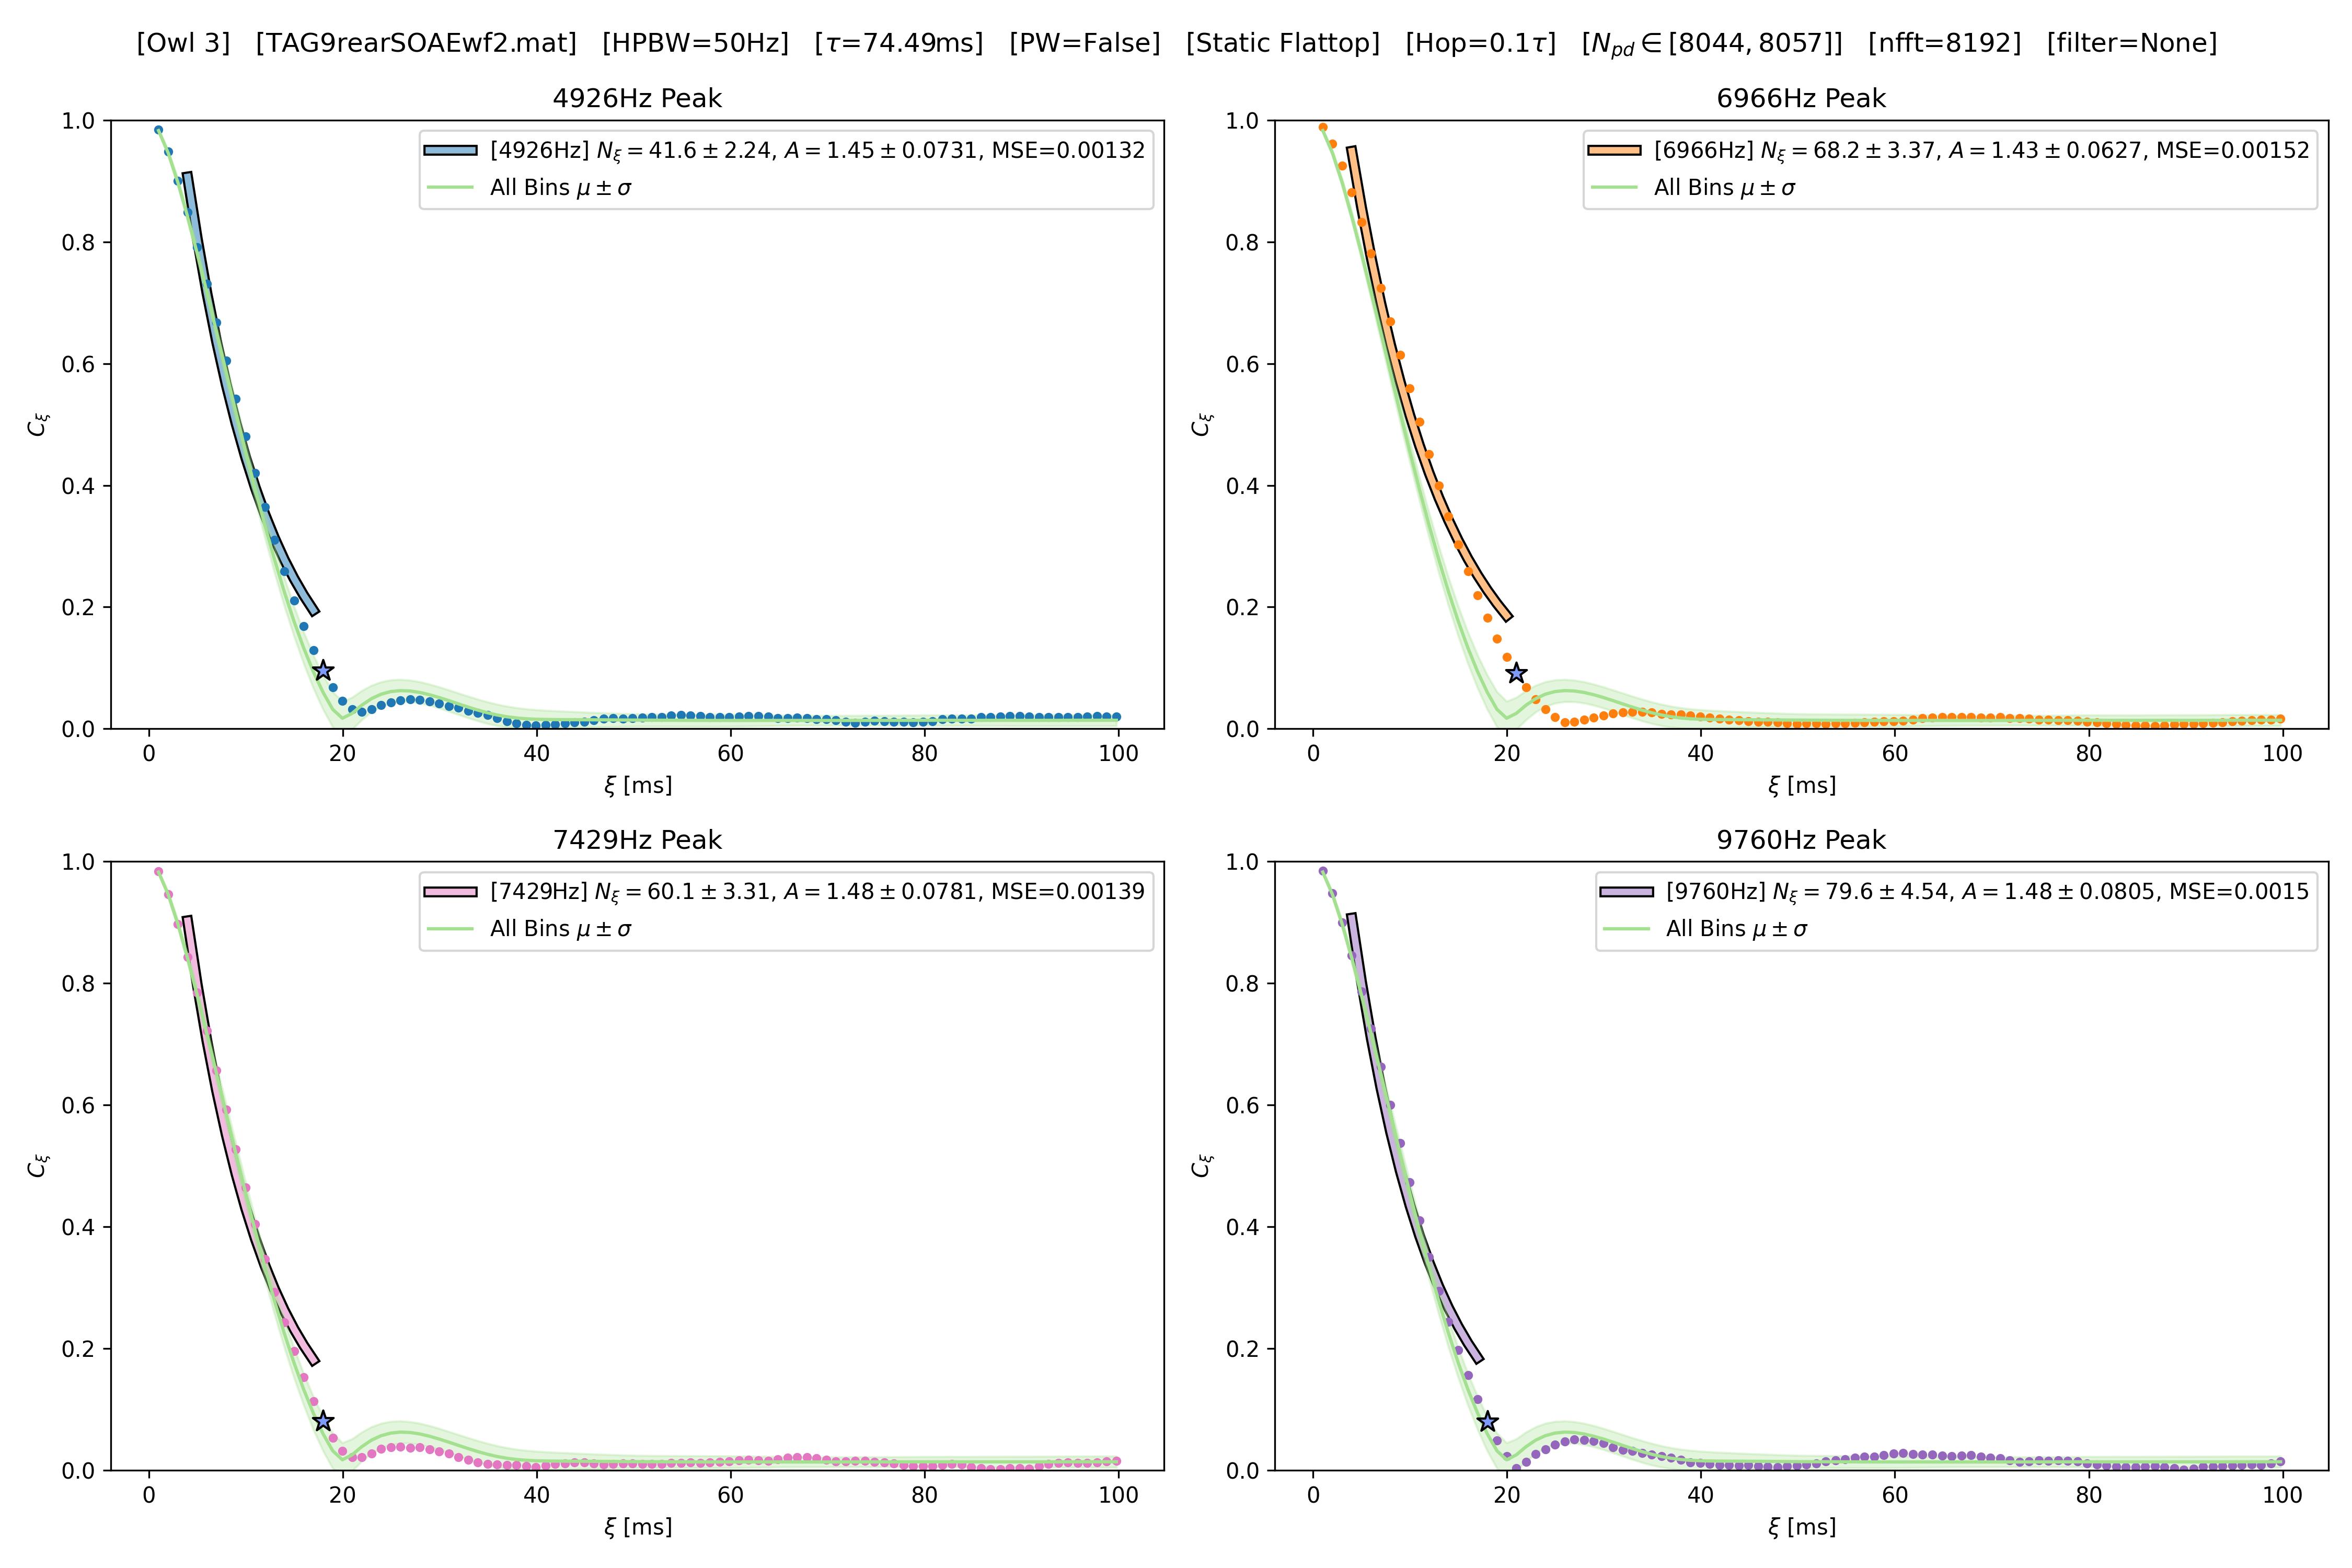 [Owl 3]   [TAG9rearSOAEwf2.mat]   [HPBW=50Hz]   [τ=74.49ms]   [PW=False]   [Static Flattop]   [Hop=0.1τ]   [N_pd ∈ [8044, 8057]]   [nfft=8192]   [filter=None]
4926Hz Peak
[4926Hz] N_ξ = 41.6 ± 2.24, A = 1.45 ± 0.0731, MSE=0.00132
All Bins μ ± σ
1.0
0.8
0.6
0.4
0.2
0.0
C_ξ
0 20 40 60 80 100
ξ [ms]
6966Hz Peak
[6966Hz] N_ξ = 68.2 ± 3.37, A = 1.43 ± 0.0627, MSE=0.00152
All Bins μ ± σ
1.0
0.8
0.6
0.4
0.2
0.0
C_ξ
0 20 40 60 80 100
ξ [ms]
7429Hz Peak
[7429Hz] N_ξ = 60.1 ± 3.31, A = 1.48 ± 0.0781, MSE=0.00139
All Bins μ ± σ
1.0
0.8
0.6
0.4
0.2
0.0
C_ξ
0 20 40 60 80 100
ξ [ms]
9760Hz Peak
[9760Hz] N_ξ = 79.6 ± 4.54, A = 1.48 ± 0.0805, MSE=0.0015
All Bins μ ± σ
1.0
0.8
0.6
0.4
0.2
0.0
C_ξ
0 20 40 60 80 100
ξ [ms]